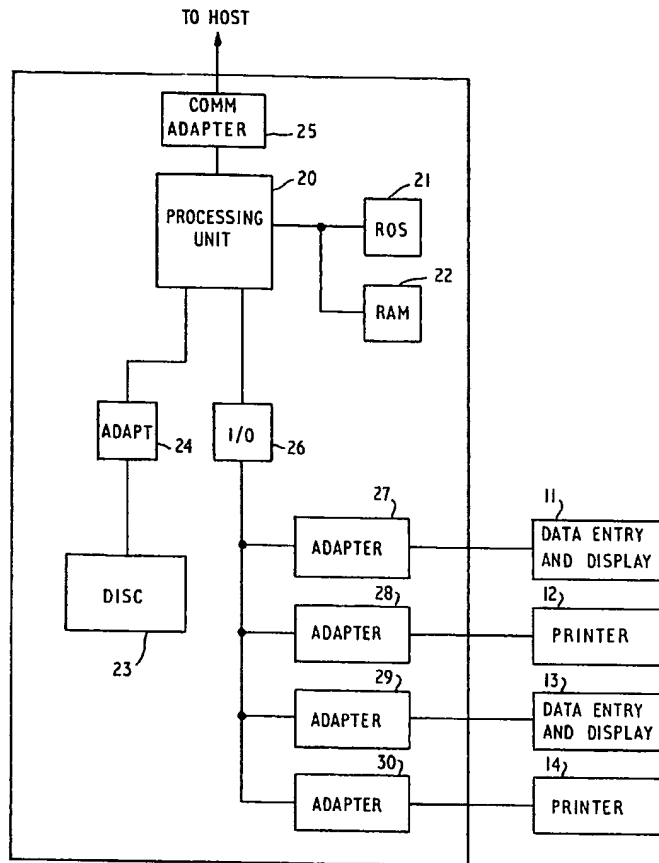 TO HOST
COMM
ADAPTER
25
20
PROCESSING
UNIT
21
ROS
22
RAM
ADAPT
24
I/O
26
DISC
23
27
ADAPTER
11
DATA ENTRY
AND DISPLAY
28
ADAPTER
12
PRINTER
29
ADAPTER
13
DATA ENTRY
AND DISPLAY
30
ADAPTER
14
PRINTER